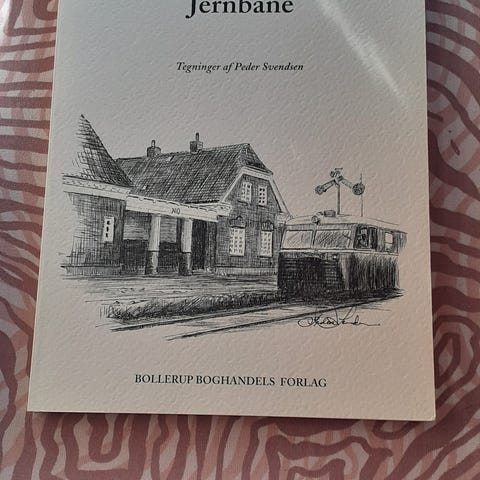 Jernbane
Tegninger af Peder Svendsen
BOLLERUP BOGHANDELS FORLAG